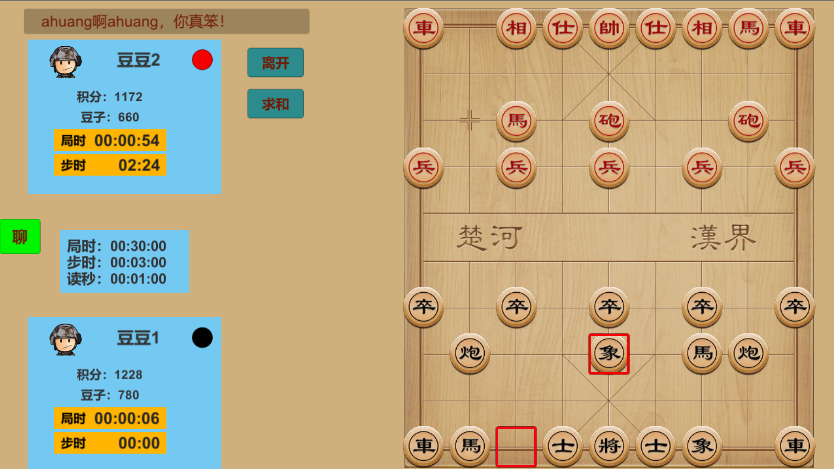 ahuang啊ahuang，你真笨！
豆豆2
积分：1172
豆子：660
局时 00:00:54
步时 02:24
离开
求和
聊
局时：00:30:00
步时：00:03:00
读秒：00:01:00
豆豆1
积分：1228
豆子：780
局时 00:00:06
步时 00:00
車 相 仕 帥 仕 相 馬 車
馬 砲 砲
兵 兵 兵 兵 兵
楚河 漢界
卒 卒 卒 卒 卒
炮 象 馬 炮
車 馬 士 將 士 象 車